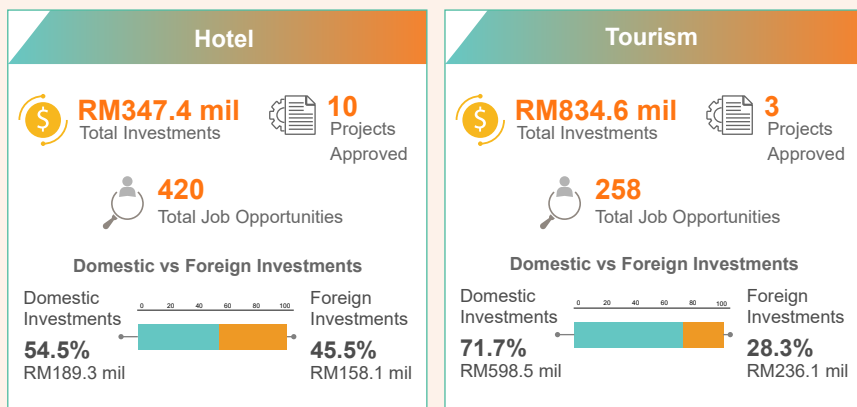 Hotel
RM347.4 mil
Total Investments
10
Projects
Approved
420
Total Job Opportunities
Domestic vs Foreign Investments
Domestic
Investments
54.5%
RM189.3 mil
0 20 40 60 80 100
Foreign
Investments
45.5%
RM158.1 mil
Tourism
RM834.6 mil
Total Investments
3
Projects
Approved
258
Total Job Opportunities
Domestic vs Foreign Investments
Domestic
Investments
71.7%
RM598.5 mil
0 20 40 60 80 100
Foreign
Investments
28.3%
RM236.1 mil